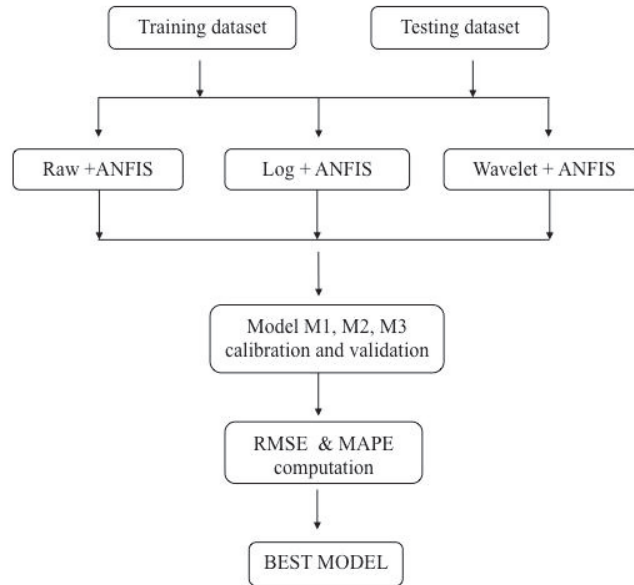 Training dataset
Testing dataset
Raw +ANFIS
Log + ANFIS
Wavelet + ANFIS
Model M1, M2, M3
calibration and validation
RMSE & MAPE
computation
BEST MODEL